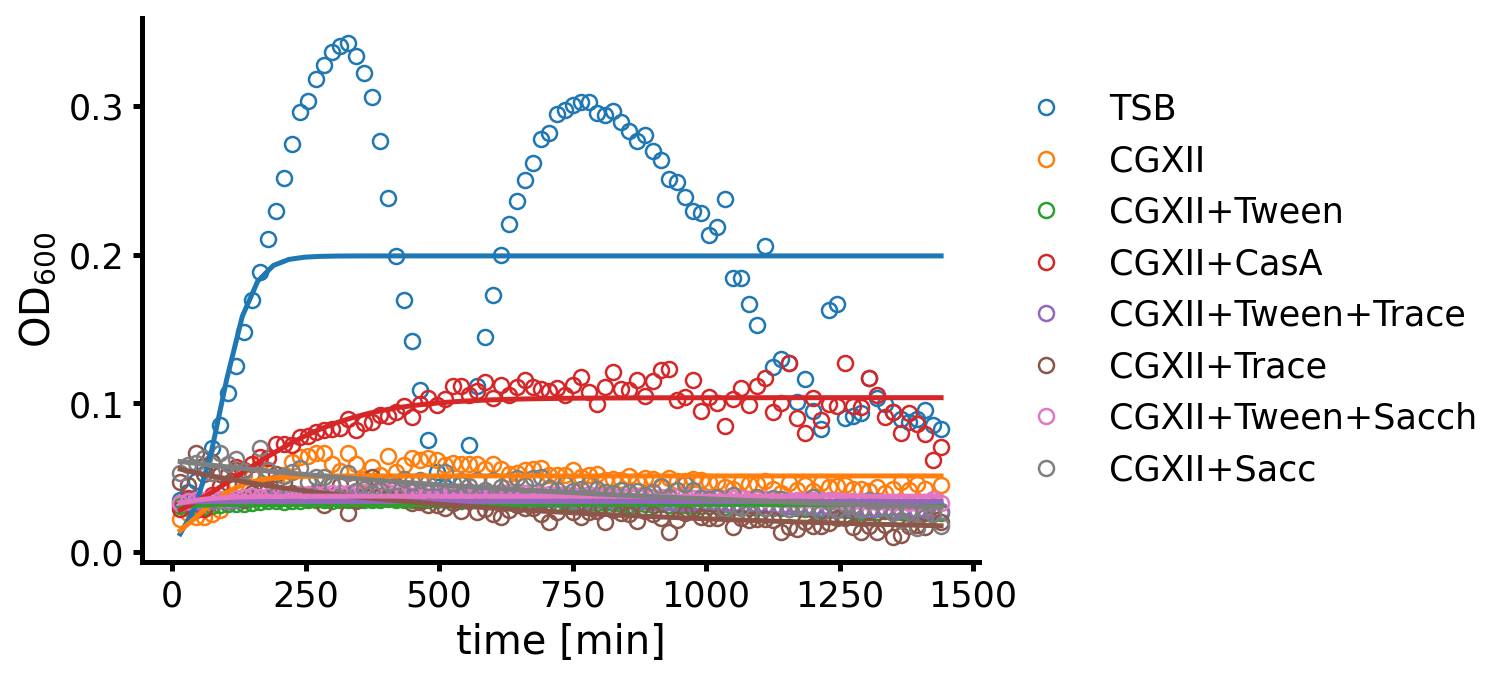 0.3
0.2
0.1
0.0
OD600
0 250 500 750 1000 1250 1500
time [min]
TSB
CGXII
CGXII+Tween
CGXII+CasA
CGXII+Tween+Trace
CGXII+Trace
CGXII+Tween+Sacch
CGXII+Sacc